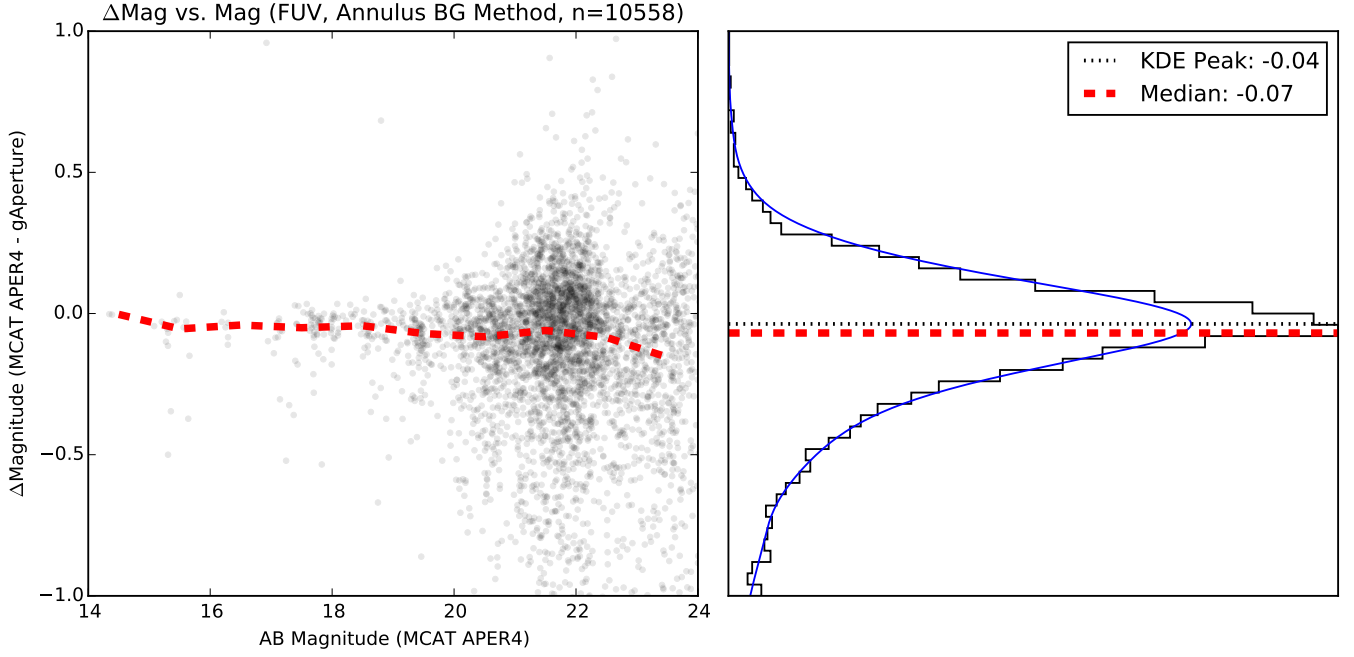 ΔMag vs. Mag (FUV, Annulus BG Method, n=10558)
ΔMagnitude (MCAT APER4 - gAperture)
1.0
0.5
0.0
−0.5
−1.0
14 16 18 20 22 24
AB Magnitude (MCAT APER4)
KDE Peak: -0.04
Median: -0.07